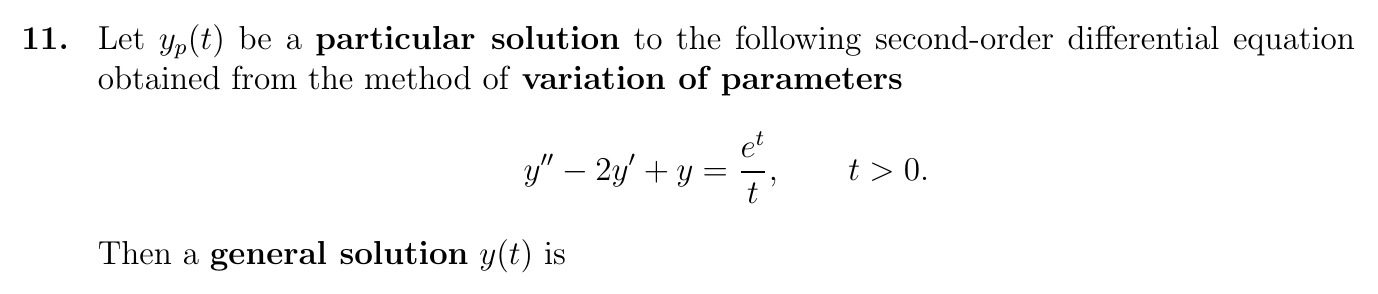 11. Let $y_p(t)$ be a particular solution to the following second-order differential equation
obtained from the method of variation of parameters
$y'' - 2y' + y = \frac{e^t}{t}, \qquad t > 0.$
Then a general solution $y(t)$ is